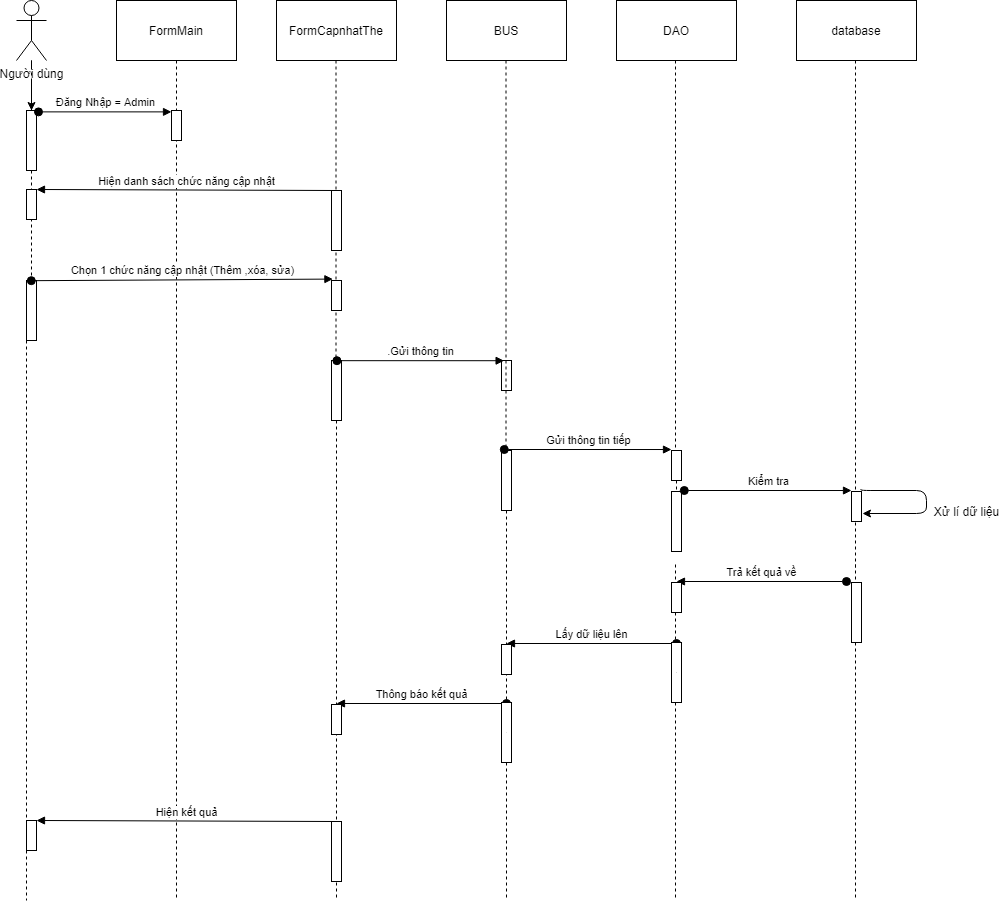 FormMain
FormCapnhatThe
BUS
DAO
database
Người dùng
Đăng Nhập = Admin
Hiện danh sách chức năng cập nhật
Chọn 1 chức năng cập nhật (Thêm ,xóa, sửa)
.Gửi thông tin
Gửi thông tin tiếp
Kiểm tra
Xử lí dữ liệu
Trả kết quả về
Lấy dữ liệu lên
Thông báo kết quả
Hiện kết quả